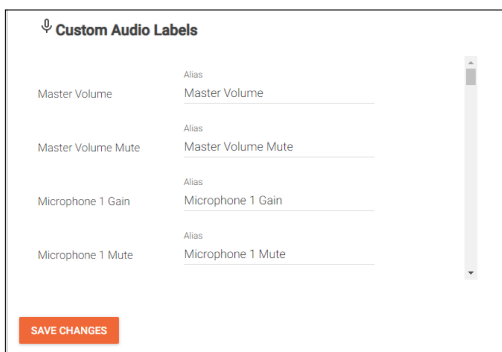 Custom Audio Labels
Alias
Master Volume Master Volume
Alias
Master Volume Mute Master Volume Mute
Alias
Microphone 1 Gain Microphone 1 Gain
Alias
Microphone 1 Mute Microphone 1 Mute
SAVE CHANGES